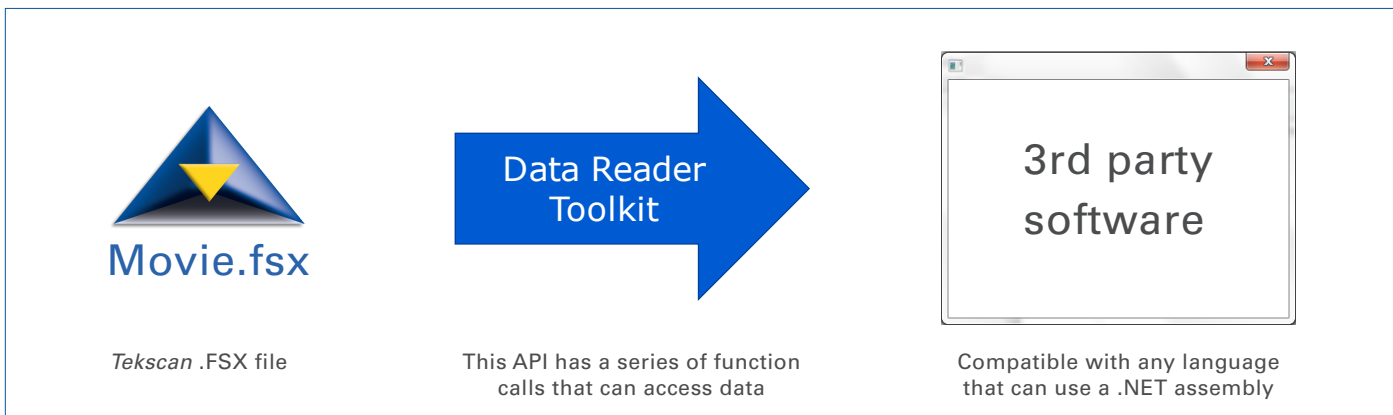 Movie.fsx
Tekscan .FSX file
Data Reader
Toolkit
This API has a series of function
calls that can access data
x
3rd party
software
Compatible with any language
that can use a .NET assembly